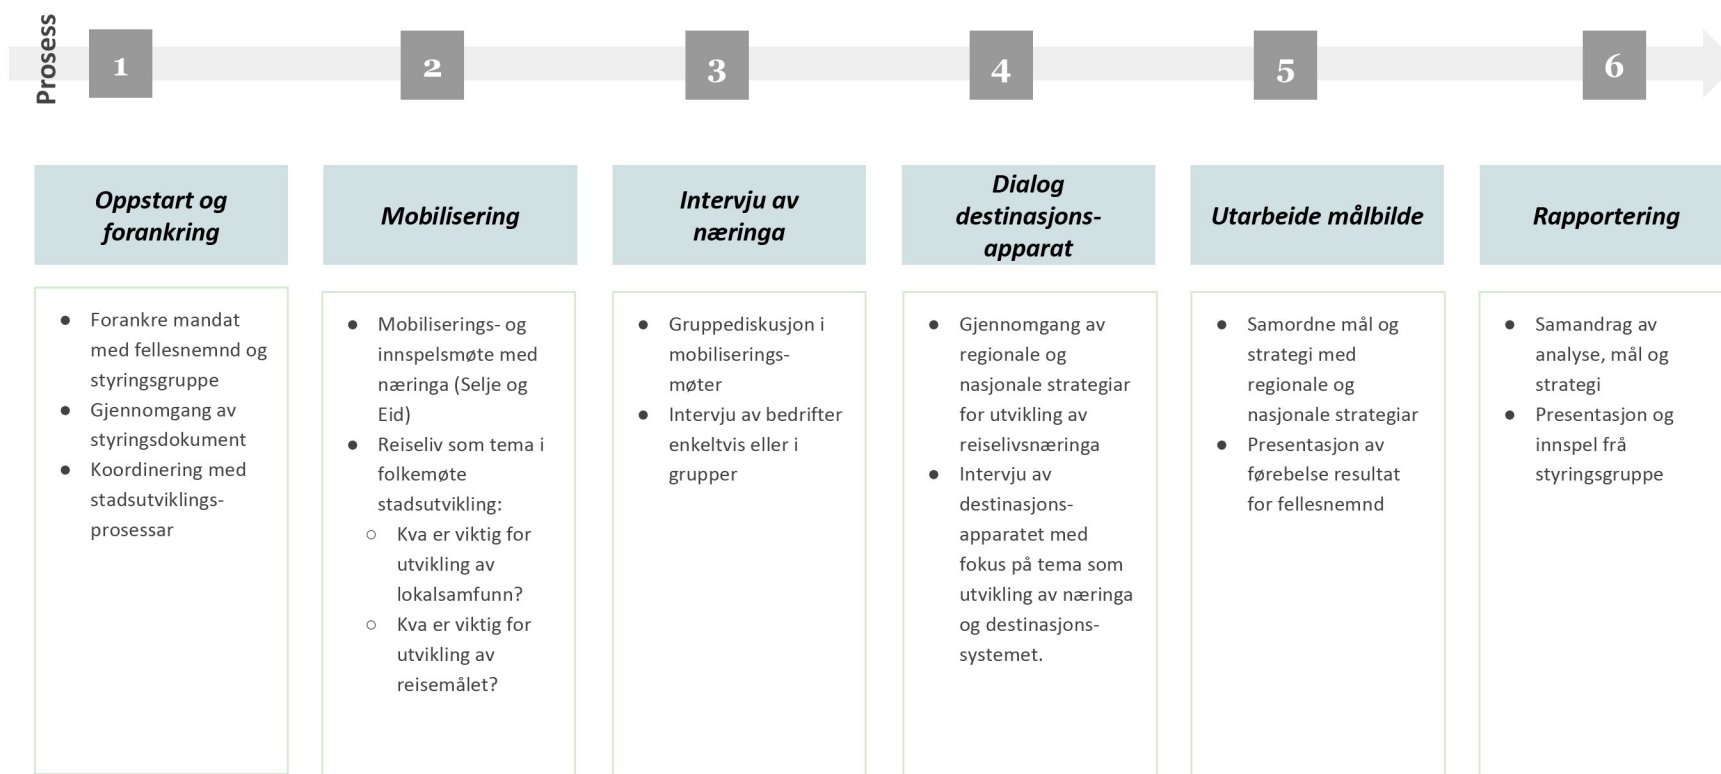 Prosess
1
2
3
4
5
6
Oppstart og
forankring
● Forankre mandat
med fellesnemnd og
styringsgruppe
● Gjennomgang av
styringsdokument
● Koordinering med
stadsutviklings-
prosessar
Mobilisering
● Mobiliserings- og
innspelsmøte med
næringa (Selje og
Eid)
● Reiseliv som tema i
folkemøte
stadsutvikling:
○ Kva er viktig for
utvikling av
lokalsamfunn?
○ Kva er viktig for
utvikling av
reisemålet?
Intervju av
næringa
● Gruppediskusjon i
mobiliserings-
møter
● Intervju av bedrifter
enkeltvis eller i
grupper
Dialog
destinasjons-
apparat
● Gjennomgang av
regionale og
nasjonale strategiar
for utvikling av
reiselivsnæringa
● Intervju av
destinasjons-
apparatet med
fokus på tema som
utvikling av næringa
og destinasjons-
systemet.
Utarbeide målbilde
● Samordne mål og
strategi med
regionale og
nasjonale strategiar
● Presentasjon av
førebelse resultat
for fellesnemnd
Rapportering
● Samandrag av
analyse, mål og
strategi
● Presentasjon og
innspel frå
styringsgruppe